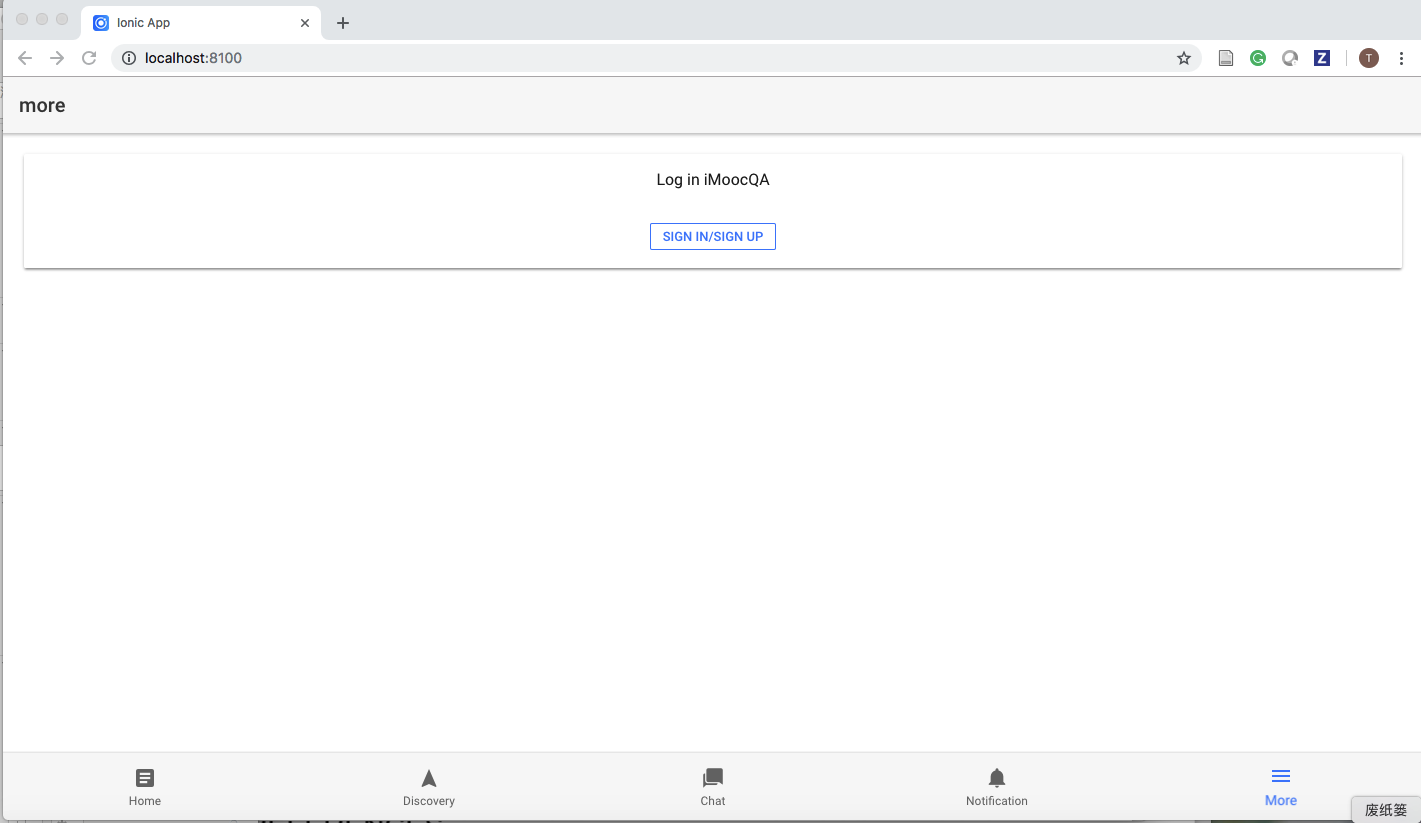 Ionic App
localhost:8100
T
more
Log in iMoocQA
SIGN IN/SIGN UP
Home
Discovery
Chat
Notification
More
废纸篓